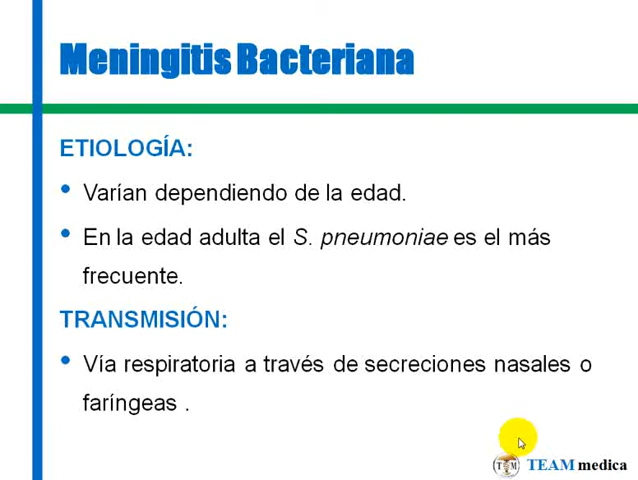 Meningitis Bacteriana
ETIOLOGÍA:
• Varían dependiendo de la edad.
• En la edad adulta el S. pneumoniae es el más
frecuente.
TRANSMISIÓN:
• Vía respiratoria a través de secreciones nasales o
faríngeas .
TEAM medica